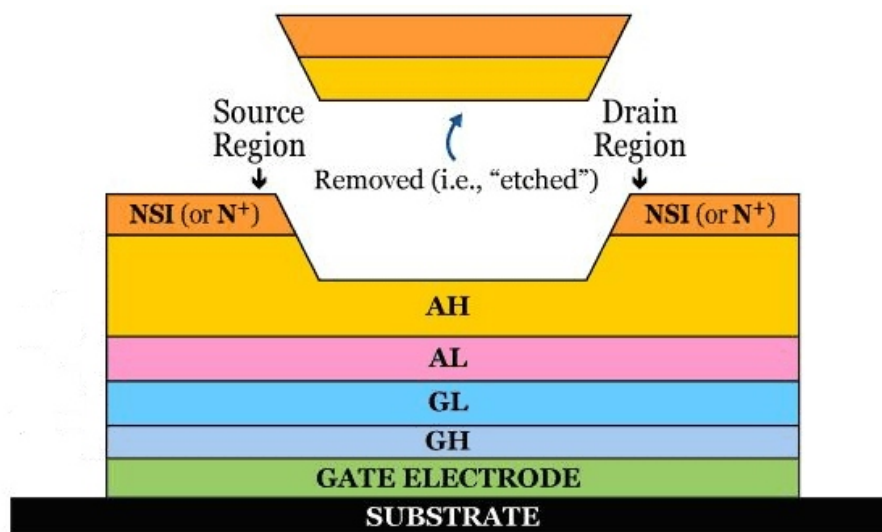 Source
Region
Drain
Region
Removed (i.e., “etched”)
NSI (or N⁺)
NSI (or N⁺)
AH
AL
GL
GH
GATE ELECTRODE
SUBSTRATE